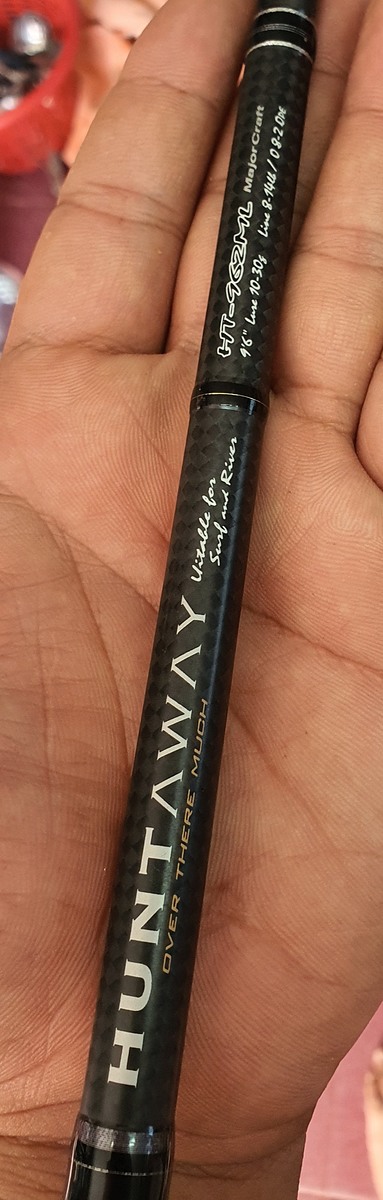 HUNTAWAY
OVER THERE MUCH
Uitable for
Surf and River
HT-962ML MajorCraft
9'6" Lure 10-30g Line 8-14lb / 0.8-2.0PE